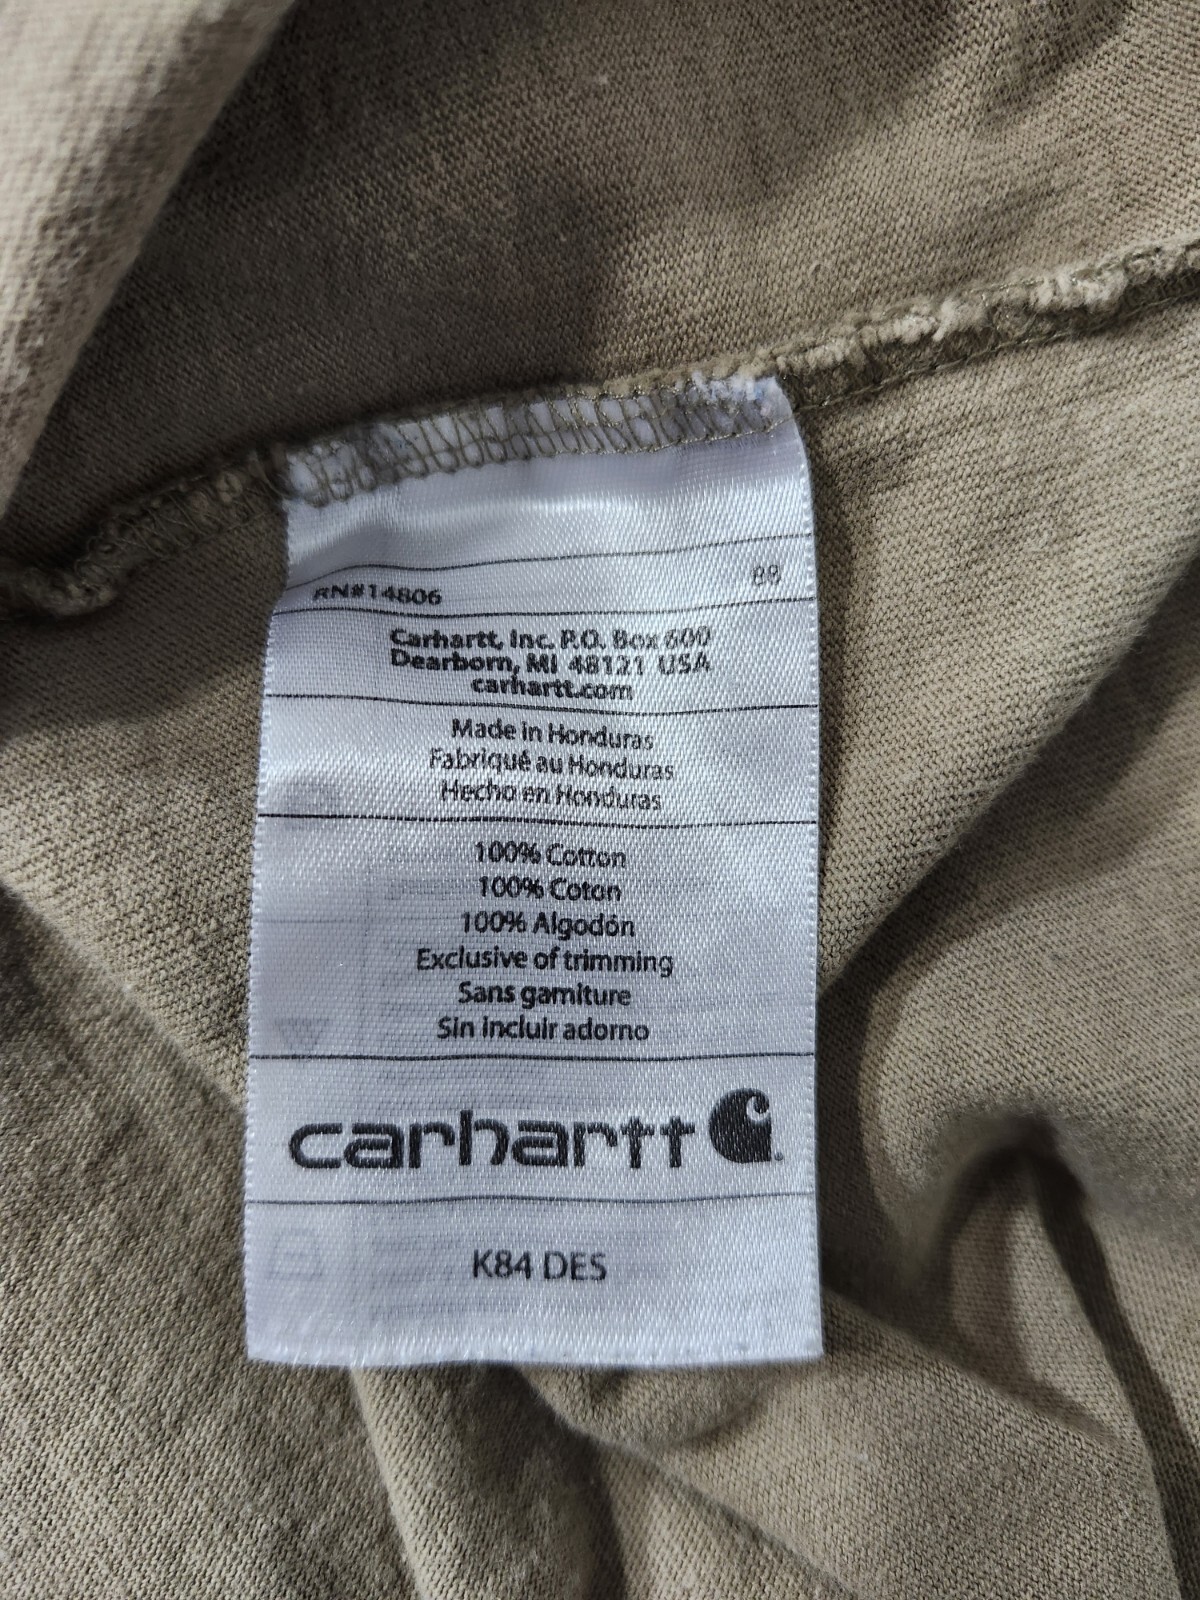 RN#14806 88
Carhartt, Inc. P.O. Box 600
Dearborn, MI 48121 USA
carhartt.com
Made in Honduras
Fabriqué au Honduras
Hecho en Honduras
100% Cotton
100% Coton
100% Algodón
Exclusive of trimming
Sans garniture
Sin incluir adorno
carhartt
K84 DES